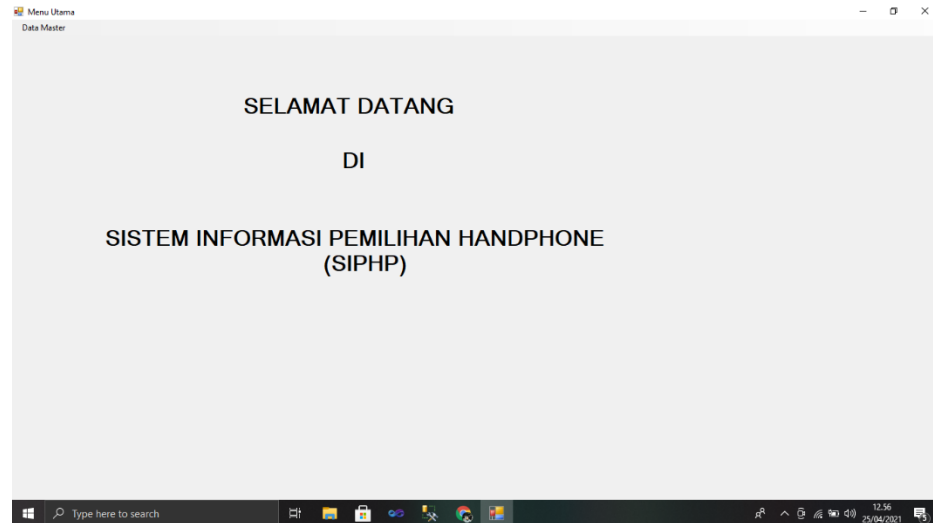 Menu Utama
Data Master
SELAMAT DATANG
DI
SISTEM INFORMASI PEMILIHAN HANDPHONE
(SIPHP)
Type here to search
12.56
25/04/2021